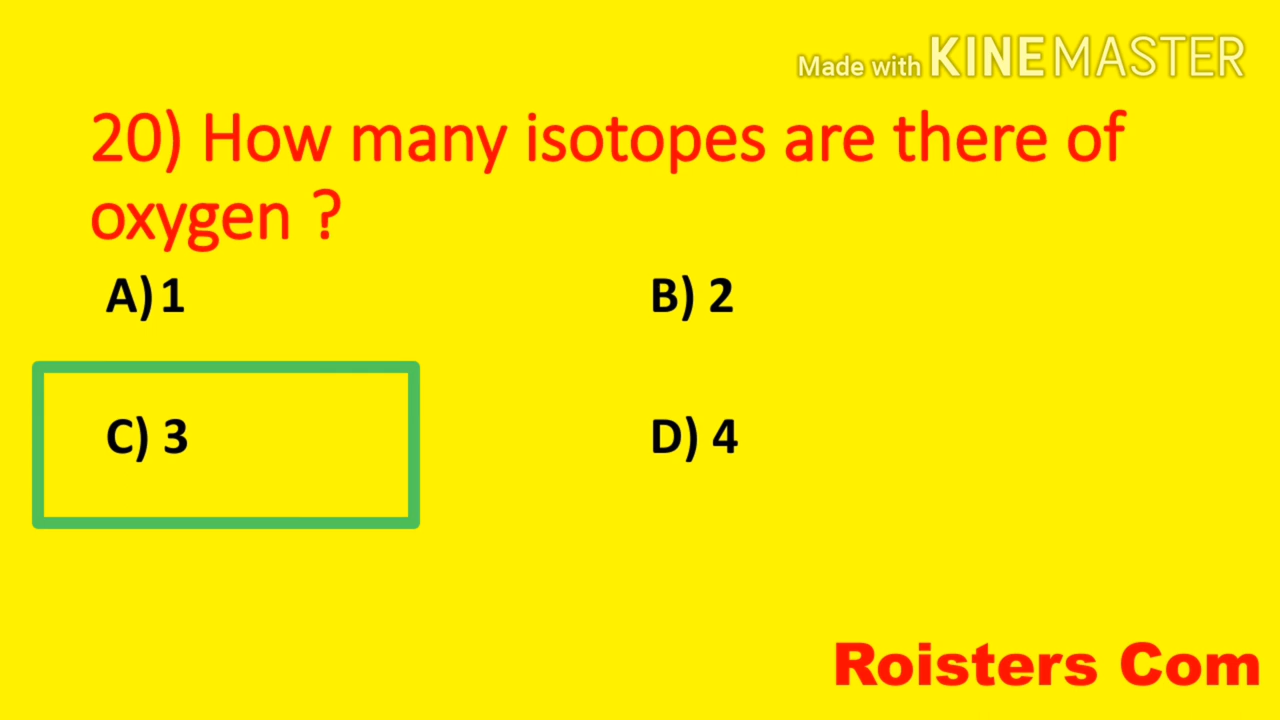 Made with KINEMASTER
20) How many isotopes are there of
oxygen ?
A) 1
B) 2
C) 3
D) 4
Roisters Com